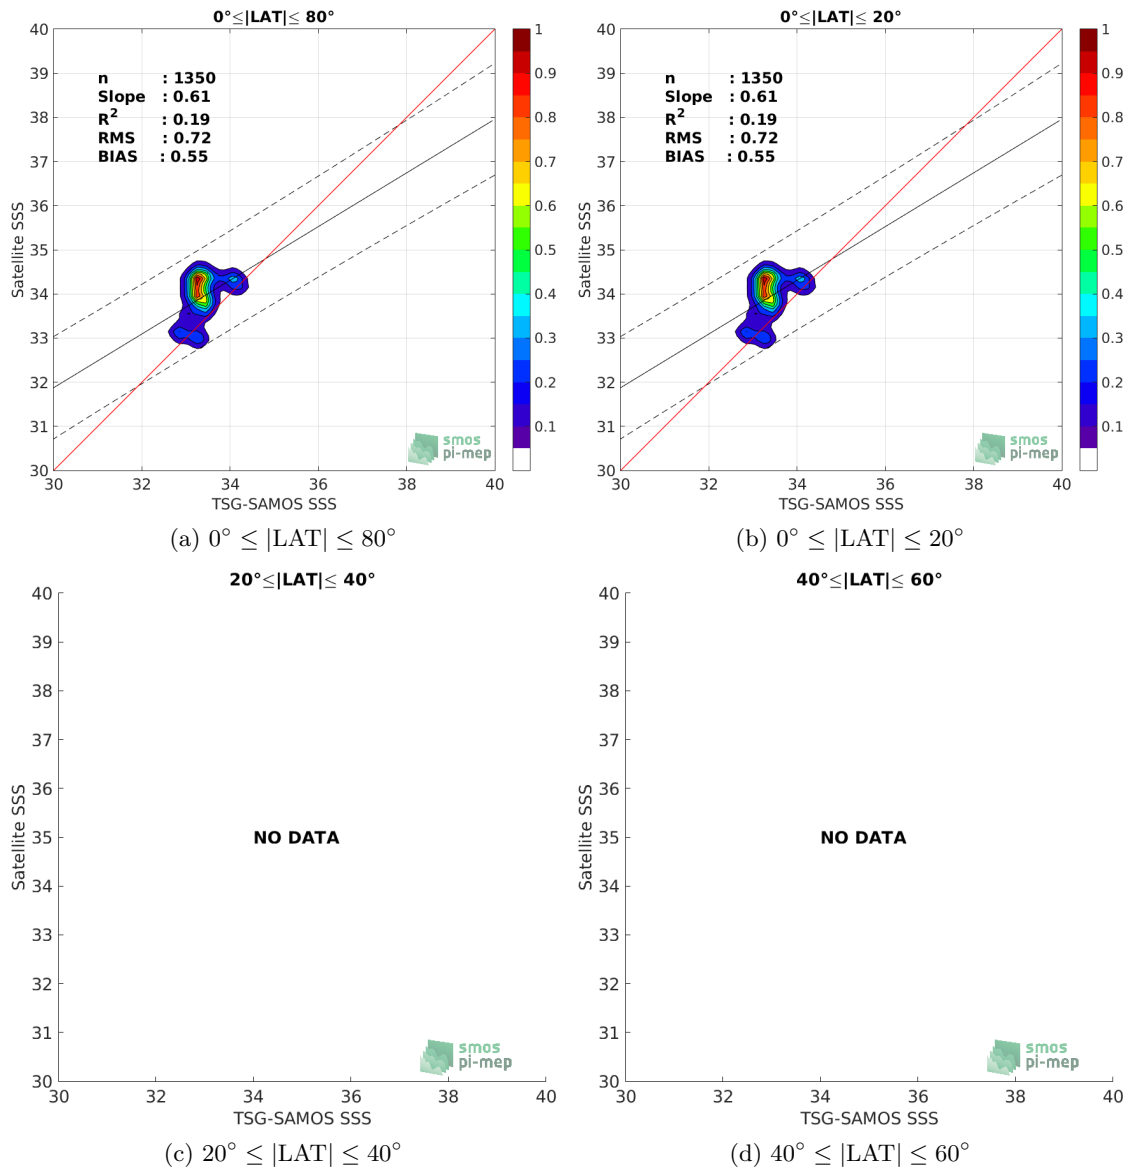 0°≤|LAT|≤ 80°
40
39
38
37
36
35
34
33
32
31
30
Satellite SSS
n : 1350
Slope : 0.61
R2 : 0.19
RMS : 0.72
BIAS : 0.55
1
0.9
0.8
0.7
0.6
0.5
0.4
0.3
0.2
0.1
smos
pi-mep
30 32 34 36 38 40
TSG-SAMOS SSS
(a) 0° ≤ |LAT| ≤ 80°
0°≤|LAT|≤ 20°
40
39
38
37
36
35
34
33
32
31
30
Satellite SSS
n : 1350
Slope : 0.61
R2 : 0.19
RMS : 0.72
BIAS : 0.55
1
0.9
0.8
0.7
0.6
0.5
0.4
0.3
0.2
0.1
smos
pi-mep
30 32 34 36 38 40
TSG-SAMOS SSS
(b) 0° ≤ |LAT| ≤ 20°
20°≤|LAT|≤ 40°
40
39
38
37
36
35
34
33
32
31
30
Satellite SSS
NO DATA
smos
pi-mep
30 32 34 36 38 40
TSG-SAMOS SSS
(c) 20° ≤ |LAT| ≤ 40°
40°≤|LAT|≤ 60°
40
39
38
37
36
35
34
33
32
31
30
Satellite SSS
NO DATA
smos
pi-mep
30 32 34 36 38 40
TSG-SAMOS SSS
(d) 40° ≤ |LAT| ≤ 60°